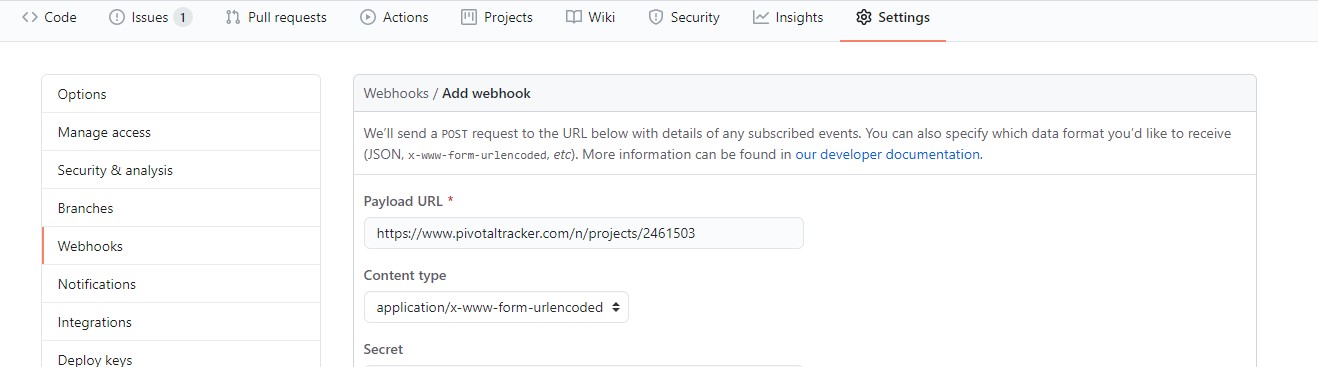 Code Issues 1 Pull requests Actions Projects Wiki Security Insights Settings
Options
Manage access
Security & analysis
Branches
Webhooks
Notifications
Integrations
Deploy keys
Webhooks / Add webhook
We’ll send a POST request to the URL below with details of any subscribed events. You can also specify which data format you’d like to receive
(JSON, x-www-form-urlencoded, etc). More information can be found in our developer documentation.
Payload URL *
https://www.pivotaltracker.com/n/projects/2461503
Content type
application/x-www-form-urlencoded
Secret